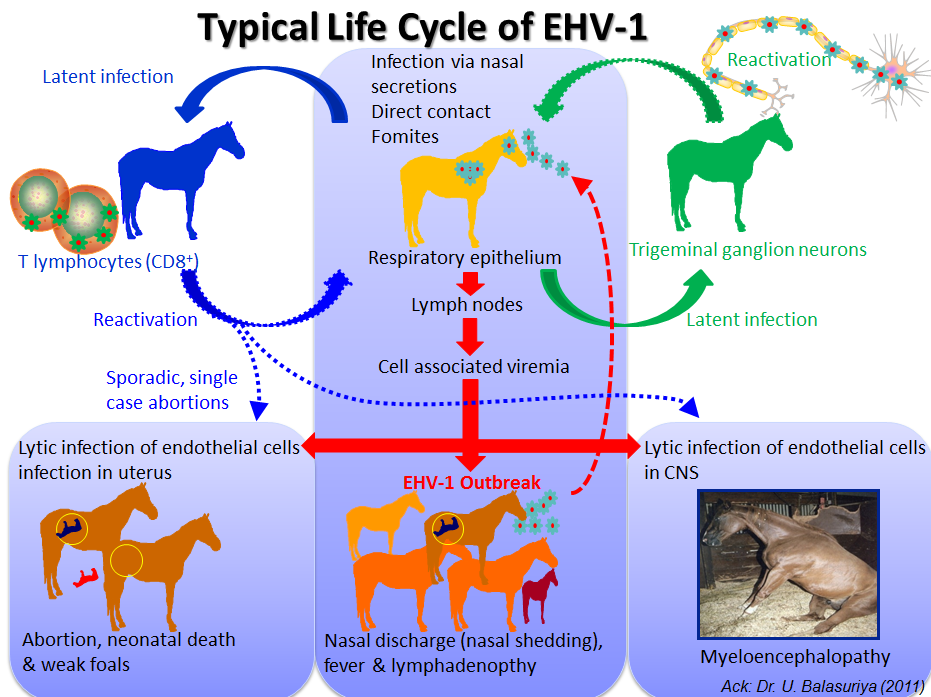 Typical Life Cycle of EHV-1
Latent infection
Infection via nasal
secretions
Direct contact
Fomites
Reactivation
T lymphocytes (CD8⁺)
Respiratory epithelium
Trigeminal ganglion neurons
Lymph nodes
Reactivation
Latent infection
Cell associated viremia
Sporadic, single
case abortions
Lytic infection of endothelial cells
infection in uterus
Abortion, neonatal death
& weak foals
EHV-1 Outbreak
Nasal discharge (nasal shedding),
fever & lymphadenopthy
Lytic infection of endothelial cells
in CNS
Myeloencephalopathy
Ack: Dr. U. Balasuriya (2011)